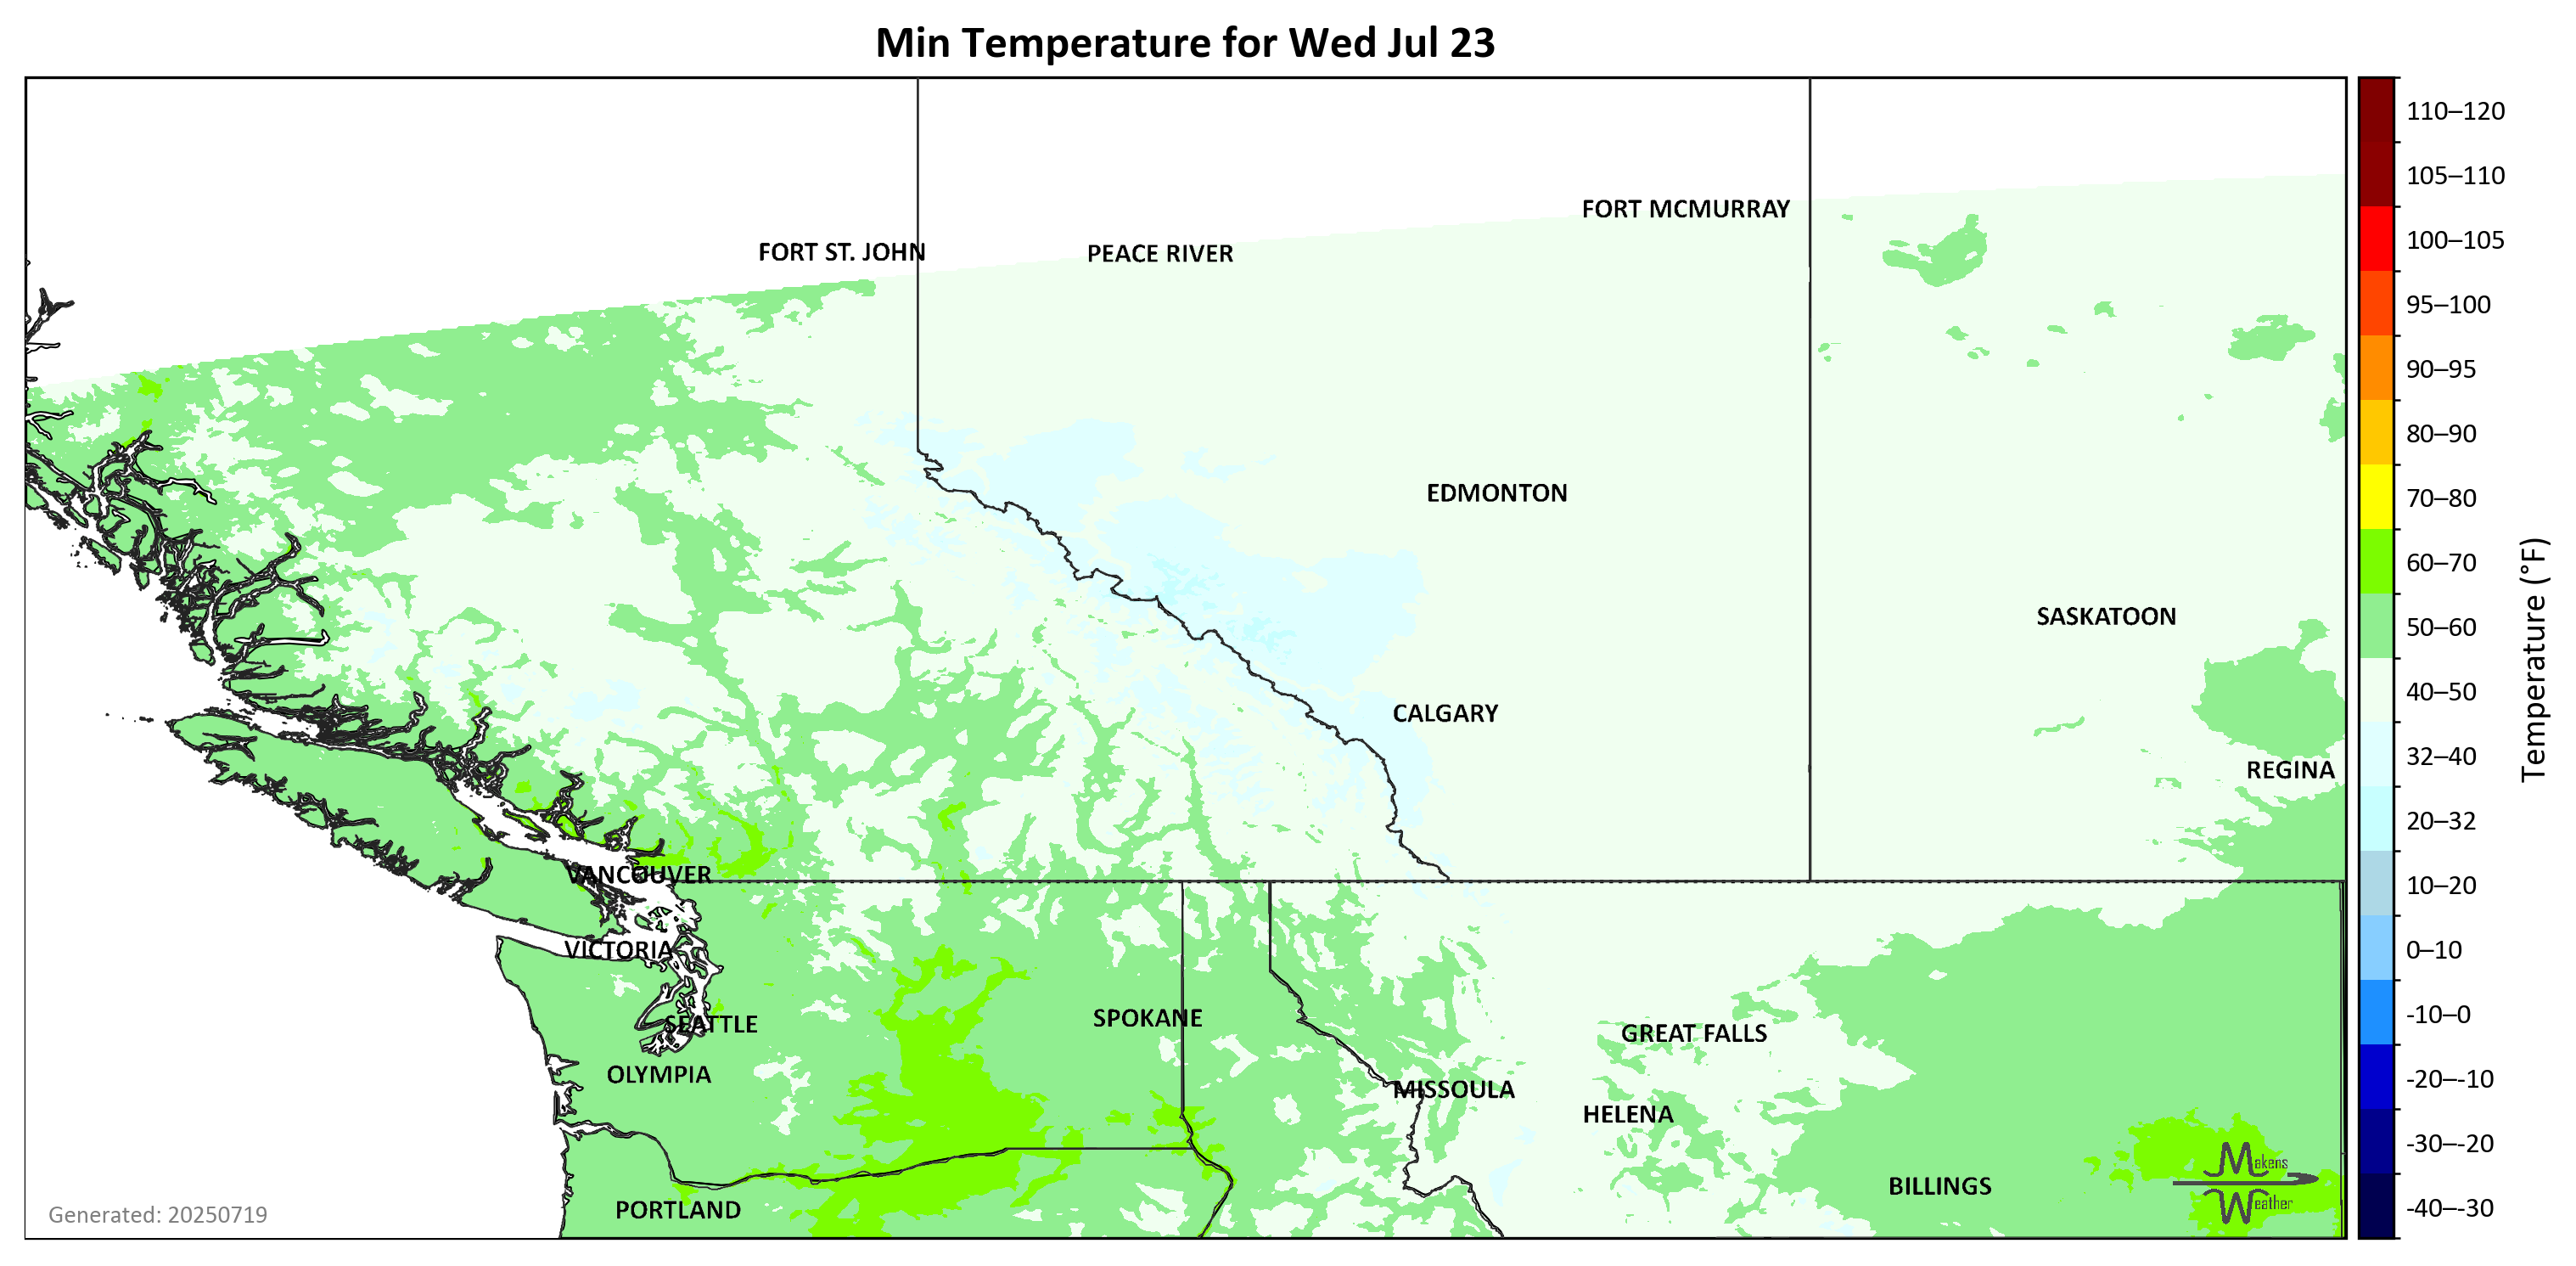 Min Temperature for Wed Jul 23
FORT MCMURRAY
FORT ST. JOHN
PEACE RIVER
EDMONTON
SASKATOON
CALGARY
REGINA
VANCOUVER
VICTORIA
SEATTLE
SPOKANE
GREAT FALLS
OLYMPIA
MISSOULA
HELENA
BILLINGS
PORTLAND
Makens
Weather
Generated: 20250719
110–120
105–110
100–105
95–100
90–95
80–90
70–80
60–70
50–60
40–50
32–40
20–32
10–20
0–10
-10–0
-20–-10
-30–-20
-40–-30
Temperature (°F)